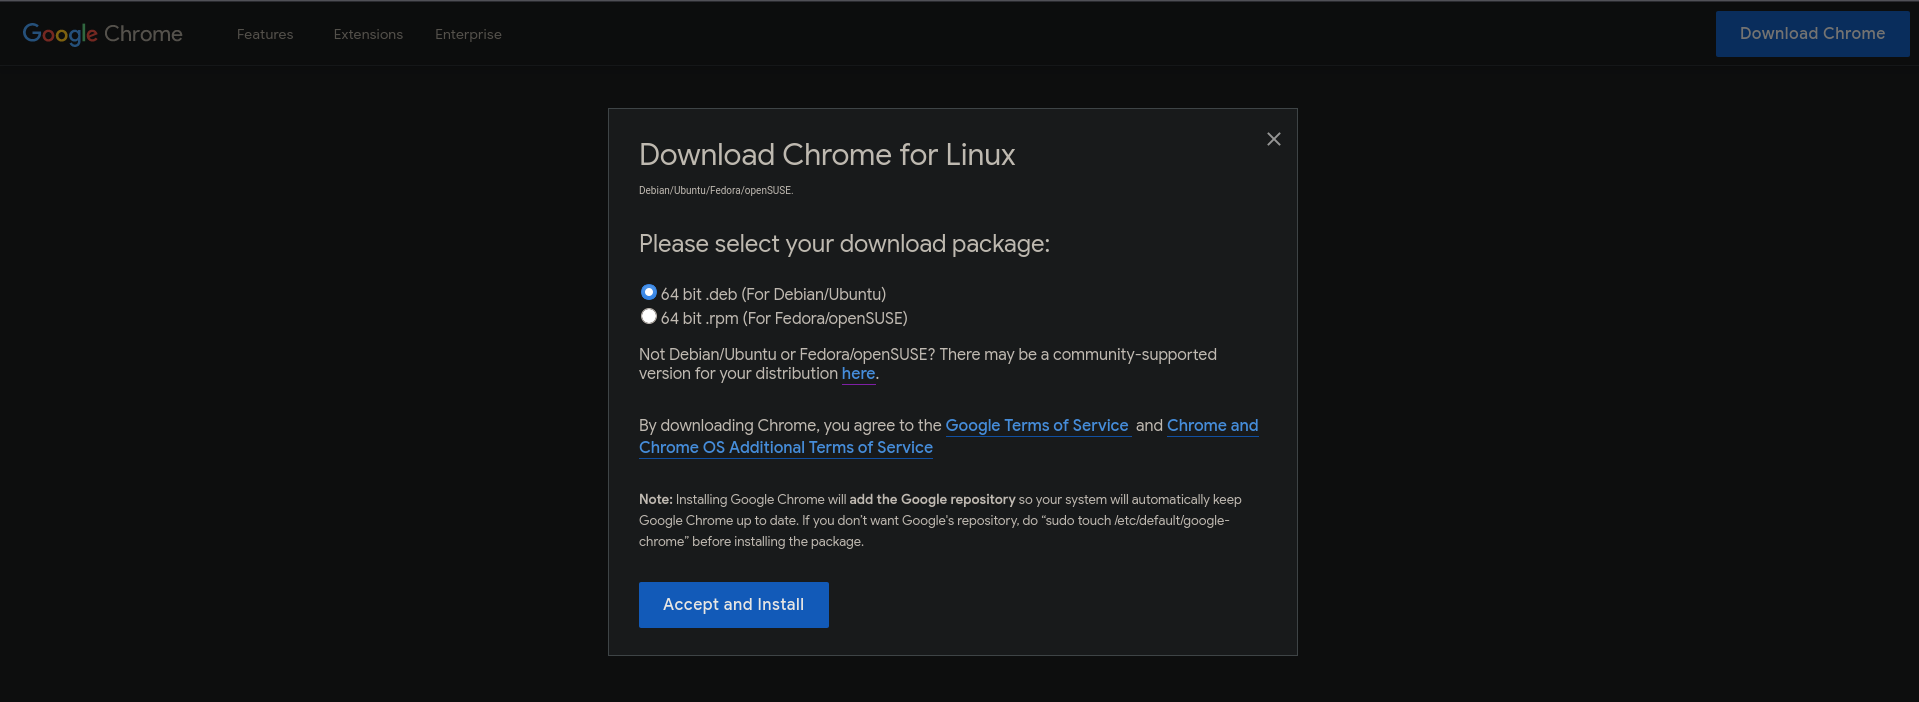 Google Chrome
Features
Extensions
Enterprise
Download Chrome
Download Chrome for Linux
Debian/Ubuntu/Fedora/openSUSE.
Please select your download package:
64 bit .deb (For Debian/Ubuntu)
64 bit .rpm (For Fedora/openSUSE)
Not Debian/Ubuntu or Fedora/openSUSE? There may be a community-supported
version for your distribution here.
By downloading Chrome, you agree to the Google Terms of Service and Chrome and
Chrome OS Additional Terms of Service
Note: Installing Google Chrome will add the Google repository so your system will automatically keep
Google Chrome up to date. If you don't want Google's repository, do “sudo touch /etc/default/google-
chrome” before installing the package.
Accept and Install